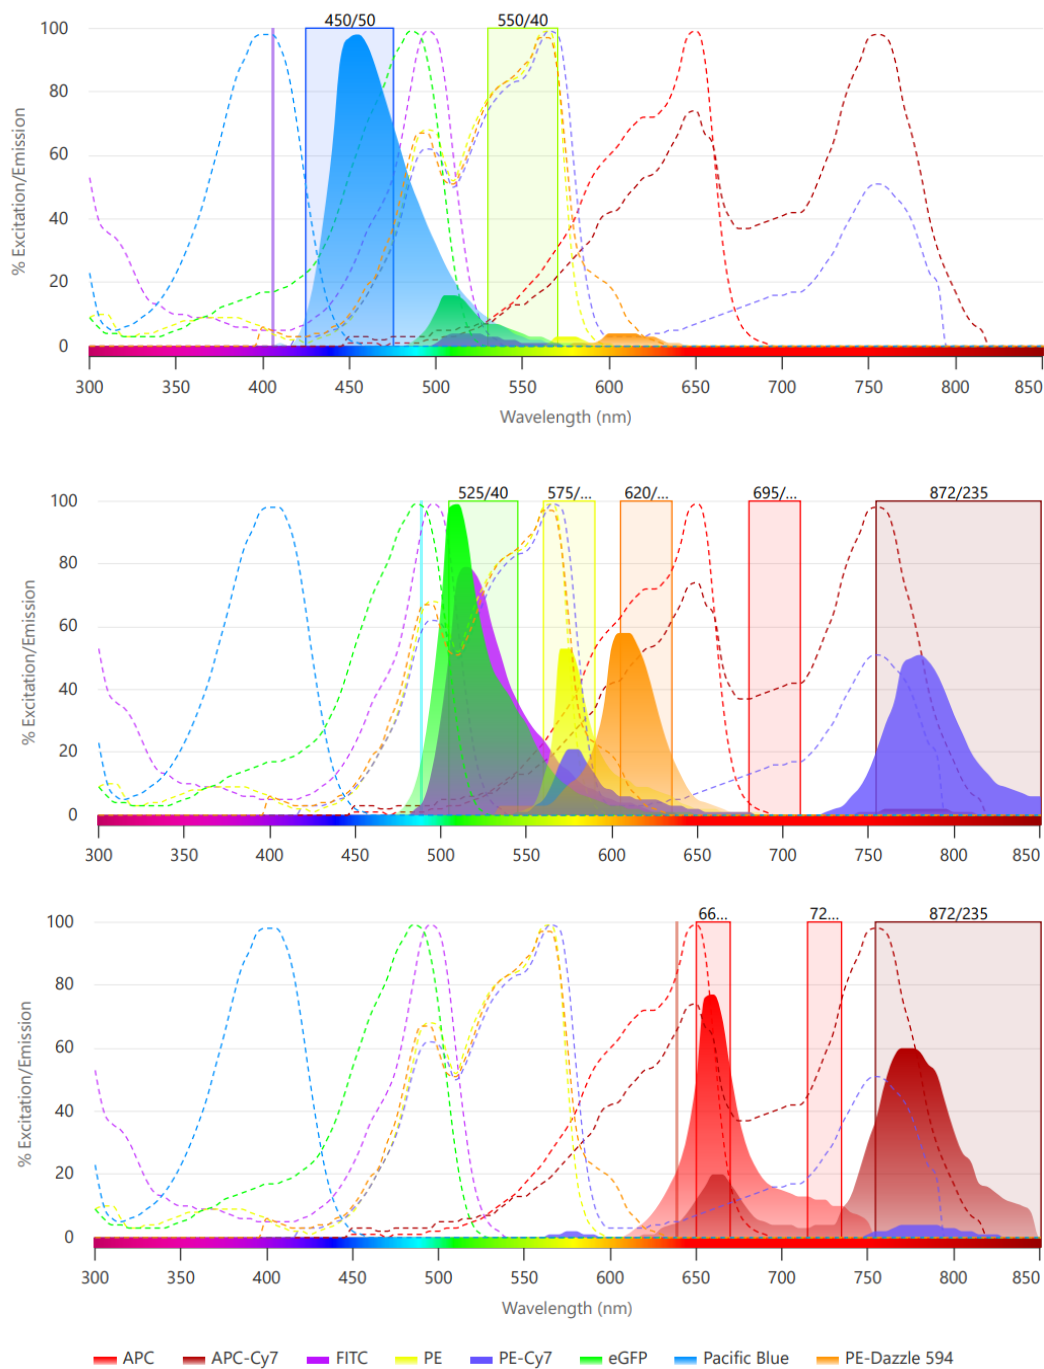 450/50 550/40
100
80
60
40
20
0
% Excitation/Emission
300 350 400 450 500 550 600 650 700 750 800 850
Wavelength (nm)
525/40 575/... 620/... 695/... 872/235
100
80
60
40
20
0
% Excitation/Emission
300 350 400 450 500 550 600 650 700 750 800 850
66... 72... 872/235
100
80
60
40
20
0
% Excitation/Emission
300 350 400 450 500 550 600 650 700 750 800 850
Wavelength (nm)
APC APC-Cy7 FITC PE PE-Cy7 eGFP Pacific Blue PE-Dazzle 594